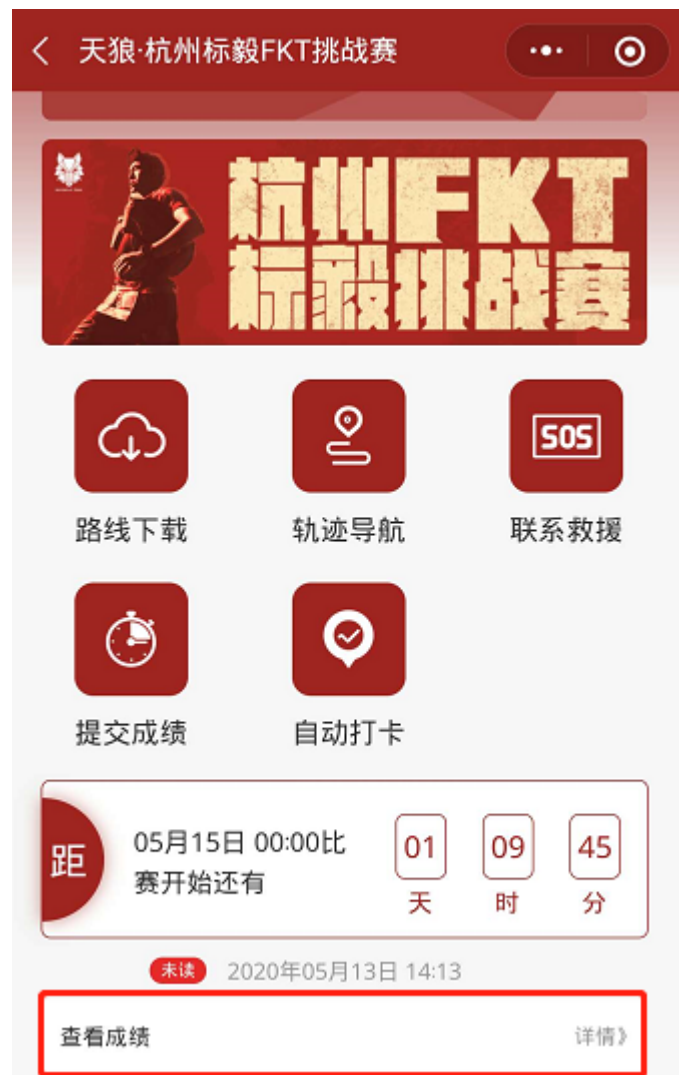 天狼·杭州标毅FKT挑战赛
杭州FKT
标毅挑战赛
路线下载
轨迹导航
SOS
联系救援
提交成绩
自动打卡
距
05月15日 00:00比
赛开始还有
01 09 45
天 时 分
未读 2020年05月13日 14:13
查看成绩 详情》